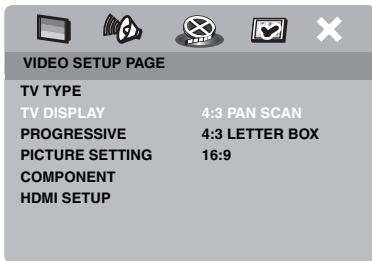 VIDEO SETUP PAGE
TV TYPE
TV DISPLAY 4:3 PAN SCAN
PROGRESSIVE 4:3 LETTER BOX
PICTURE SETTING 16:9
COMPONENT
HDMI SETUP